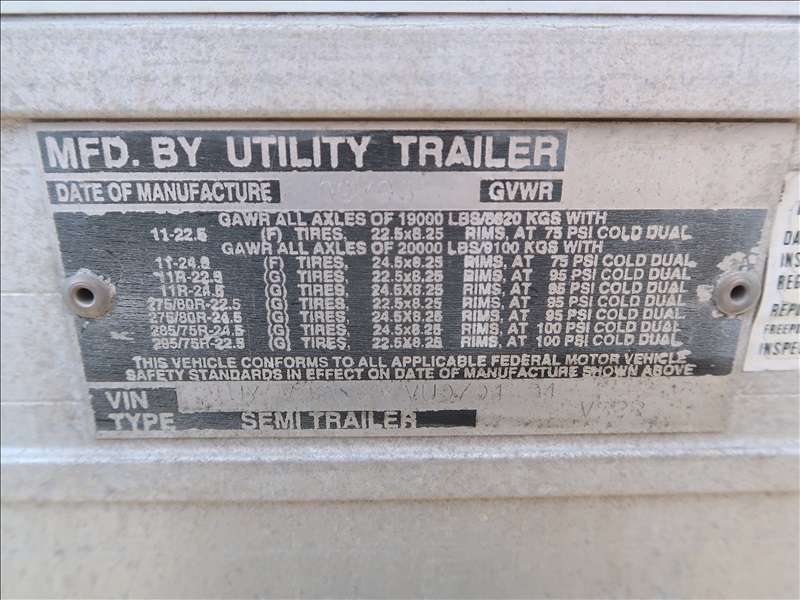 MFD. BY UTILITY TRAILER
DATE OF MANUFACTURE GVWR
GAWR ALL AXLES OF 19000 LBS/8620 KGS WITH
11-22.5 (F) TIRES, 22.5x8.25 RIMS, AT 75 PSI COLD DUAL
GAWR ALL AXLES OF 20000 LBS/9100 KGS WITH
11-24.5 (F) TIRES, 24.5x8.25 RIMS, AT 75 PSI COLD DUAL
11R-22.5 (G) TIRES, 22.5x8.25 RIMS, AT 95 PSI COLD DUAL
11R-24.5 (G) TIRES, 24.5x8.25 RIMS, AT 95 PSI COLD DUAL
275/80R-22.5 (G) TIRES, 22.5x8.25 RIMS, AT 95 PSI COLD DUAL
275/80R-24.5 (G) TIRES, 24.5x8.25 RIMS, AT 95 PSI COLD DUAL
285/75R-24.5 (G) TIRES, 24.5x8.25 RIMS, AT 100 PSI COLD DUAL
295/75R-22.5 (G) TIRES, 22.5x8.25 RIMS, AT 100 PSI COLD DUAL
THIS VEHICLE CONFORMS TO ALL APPLICABLE FEDERAL MOTOR VEHICLE
SAFETY STANDARDS IN EFFECT ON DATE OF MANUFACTURE SHOWN ABOVE
VIN
TYPE SEMI TRAILER
DA
INS
REG
REPU
FREEPO
INSPEC